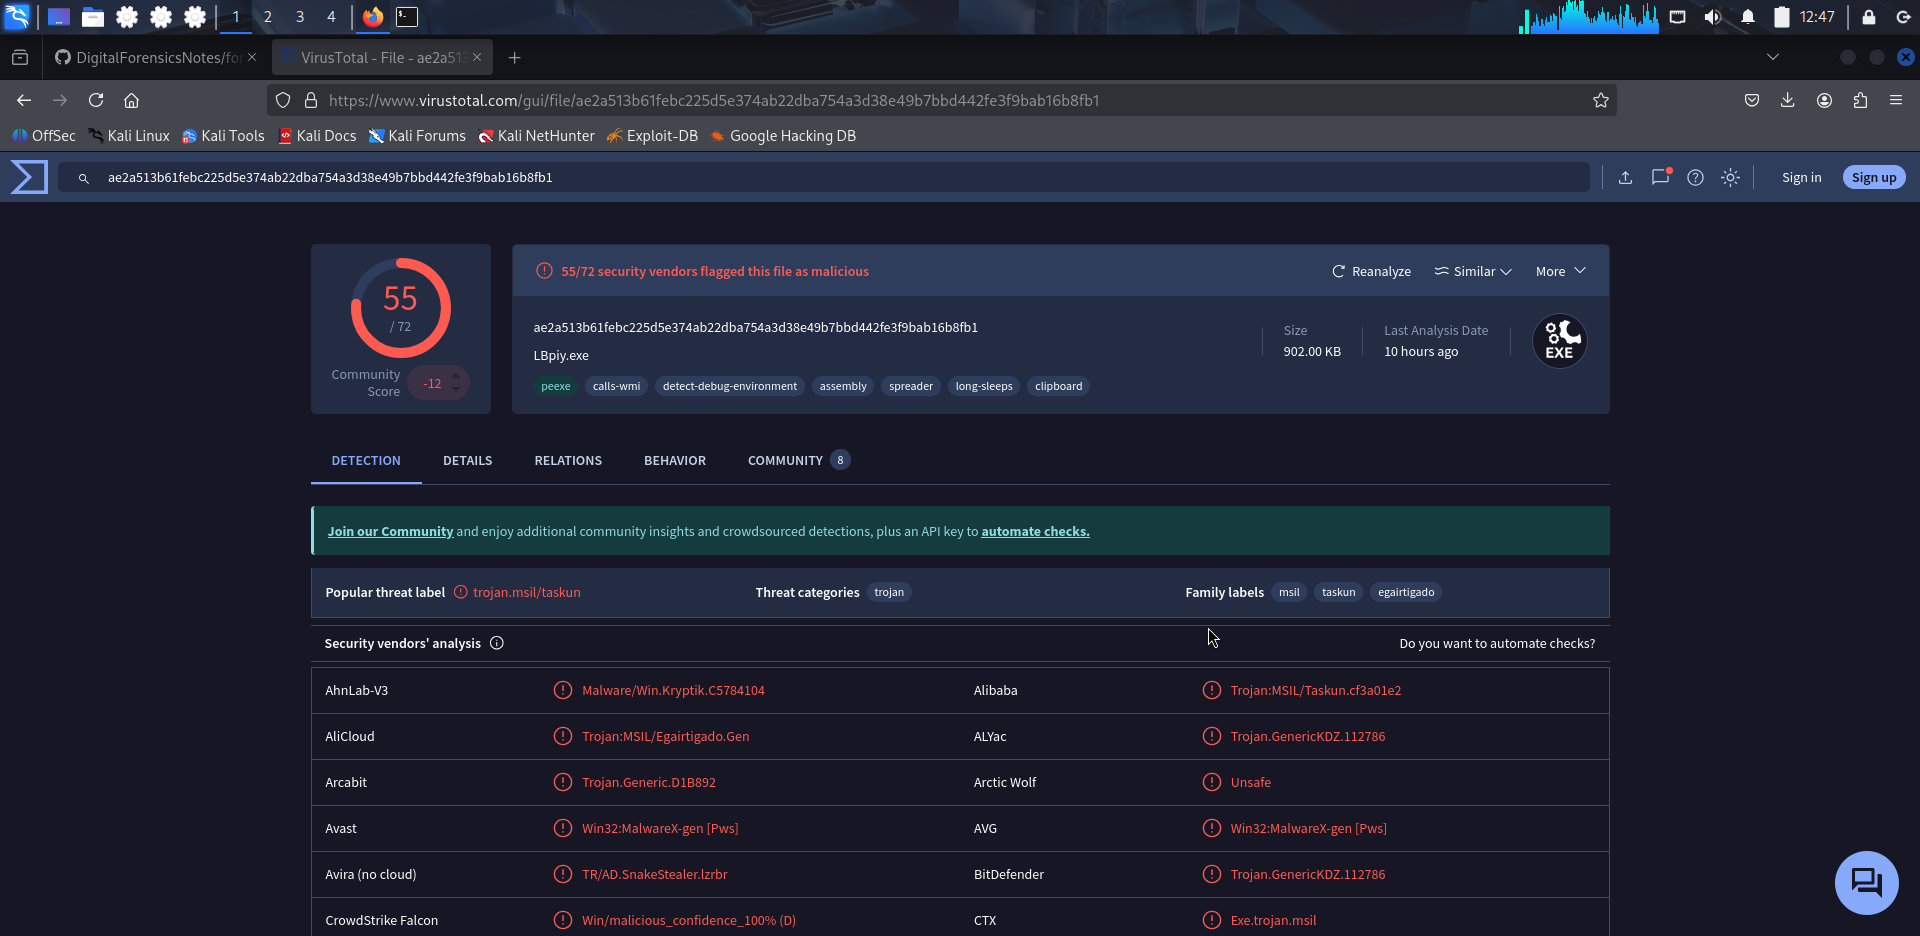 1 2 3 4 12:47
DigitalForensicsNotes/for VirusTotal - File - ae2a513
https://www.virustotal.com/gui/file/ae2a513b61febc225d5e374ab22dba754a3d38e49b7bbd442fe3f9bab16b8fb1
OffSec Kali Linux Kali Tools Kali Docs Kali Forums Kali NetHunter Exploit-DB Google Hacking DB
ae2a513b61febc225d5e374ab22dba754a3d38e49b7bbd442fe3f9bab16b8fb1 Sign in Sign up
55
/ 72
Community
Score
-12
55/72 security vendors flagged this file as malicious Reanalyze Similar More
ae2a513b61febc225d5e374ab22dba754a3d38e49b7bbd442fe3f9bab16b8fb1
LBpiy.exe
peexe calls-wmi detect-debug-environment assembly spreader long-sleeps clipboard
Size
902.00 KB
Last Analysis Date
10 hours ago
EXE
DETECTION DETAILS RELATIONS BEHAVIOR COMMUNITY 8
Join our Community and enjoy additional community insights and crowdsourced detections, plus an API key to automate checks.
Popular threat label trojan.msil/taskun Threat categories trojan Family labels msil taskun egairtigado
Security vendors' analysis Do you want to automate checks?
AhnLab-V3 Malware/Win.Kryptik.C5784104 Alibaba Trojan:MSIL/Taskun.cf3a01e2
AliCloud Trojan:MSIL/Egairtigado.Gen ALYac Trojan.GenericKDZ.112786
Arcabit Trojan.Generic.D1B892 Arctic Wolf Unsafe
Avast Win32:MalwareX-gen [Pws] AVG Win32:MalwareX-gen [Pws]
Avira (no cloud) TR/AD.SnakeStealer.lzrbr BitDefender Trojan.GenericKDZ.112786
CrowdStrike Falcon Win/malicious_confidence_100% (D) CTX Exe.trojan.msil